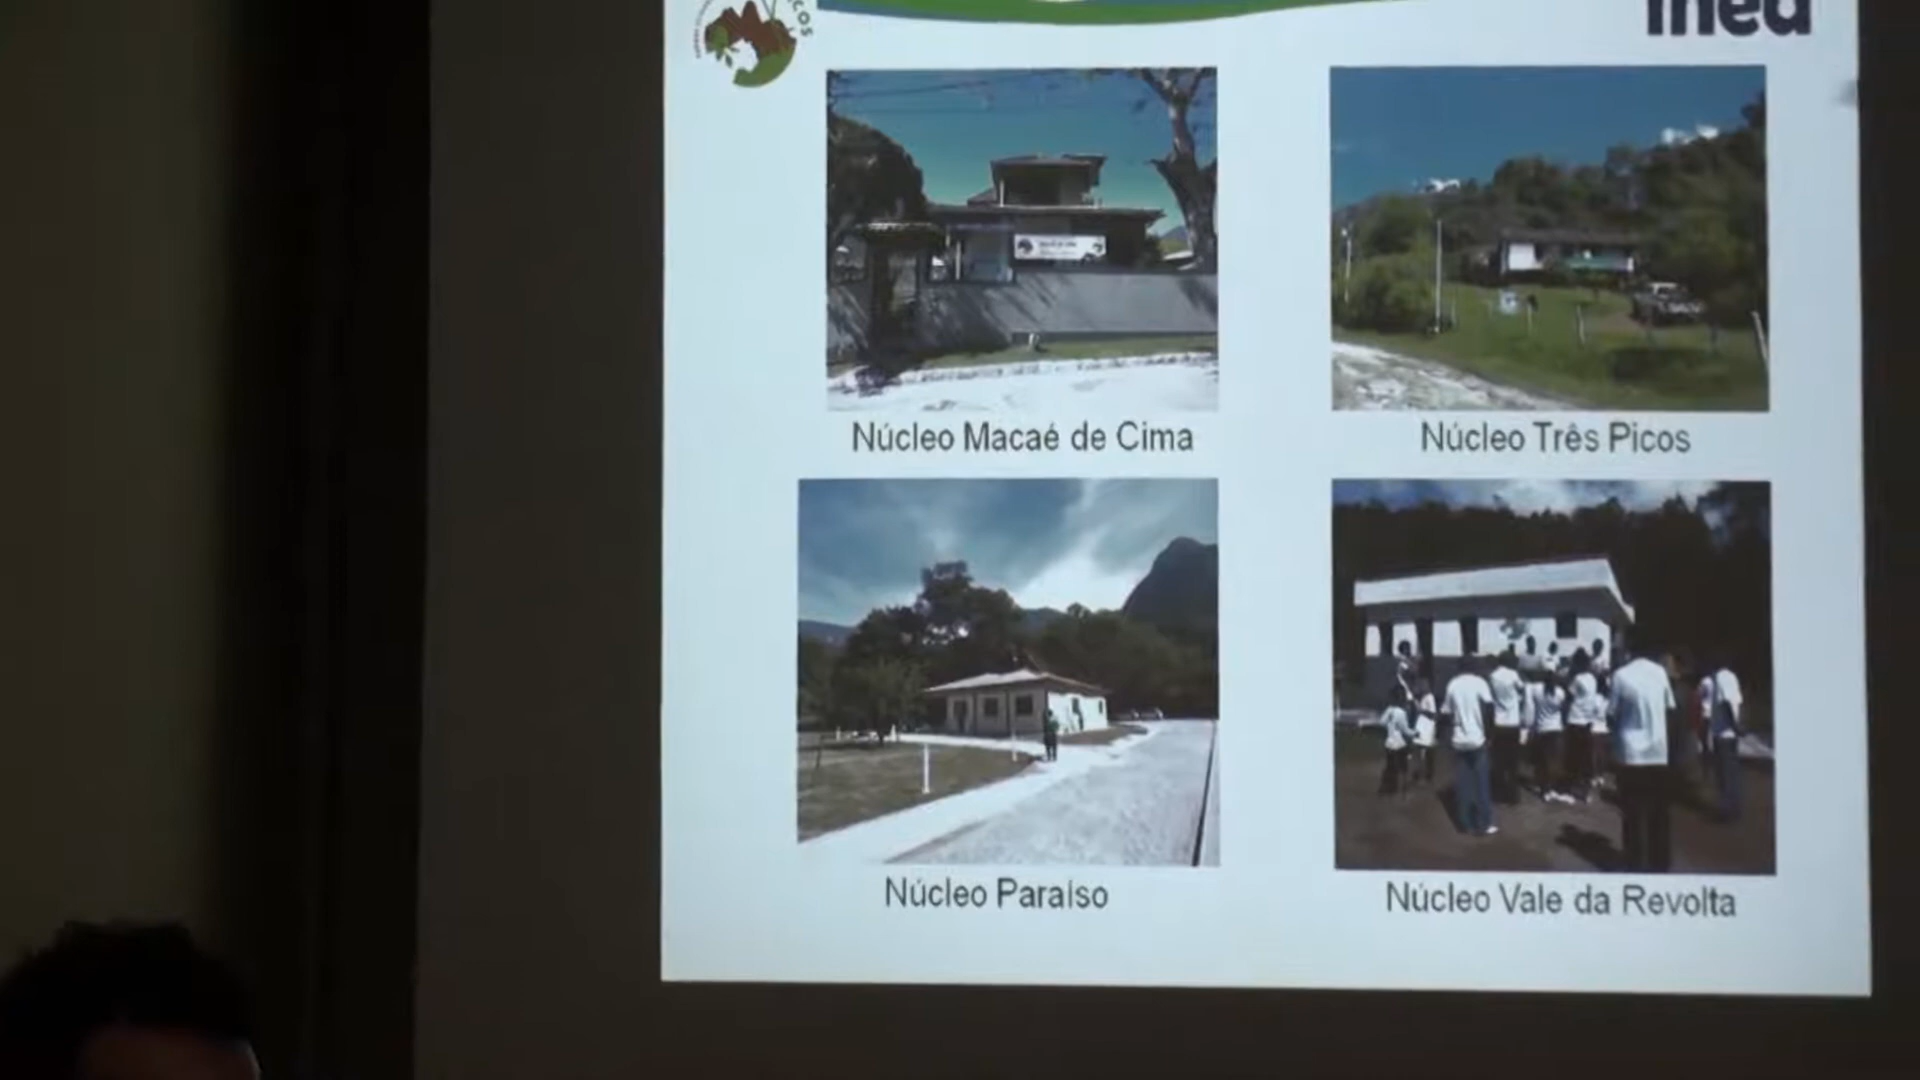 inea
Núcleo Macaé de Cima
Núcleo Três Picos
Núcleo Paraíso
Núcleo Vale da Revolta